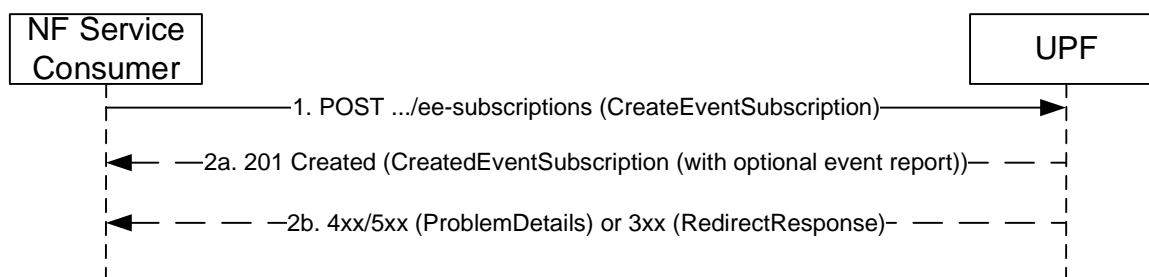 NF Service
Consumer
UPF
1. POST .../ee-subscriptions (CreateEventSubscription)
2a. 201 Created (CreatedEventSubscription (with optional event report))
2b. 4xx/5xx (ProblemDetails) or 3xx (RedirectResponse)